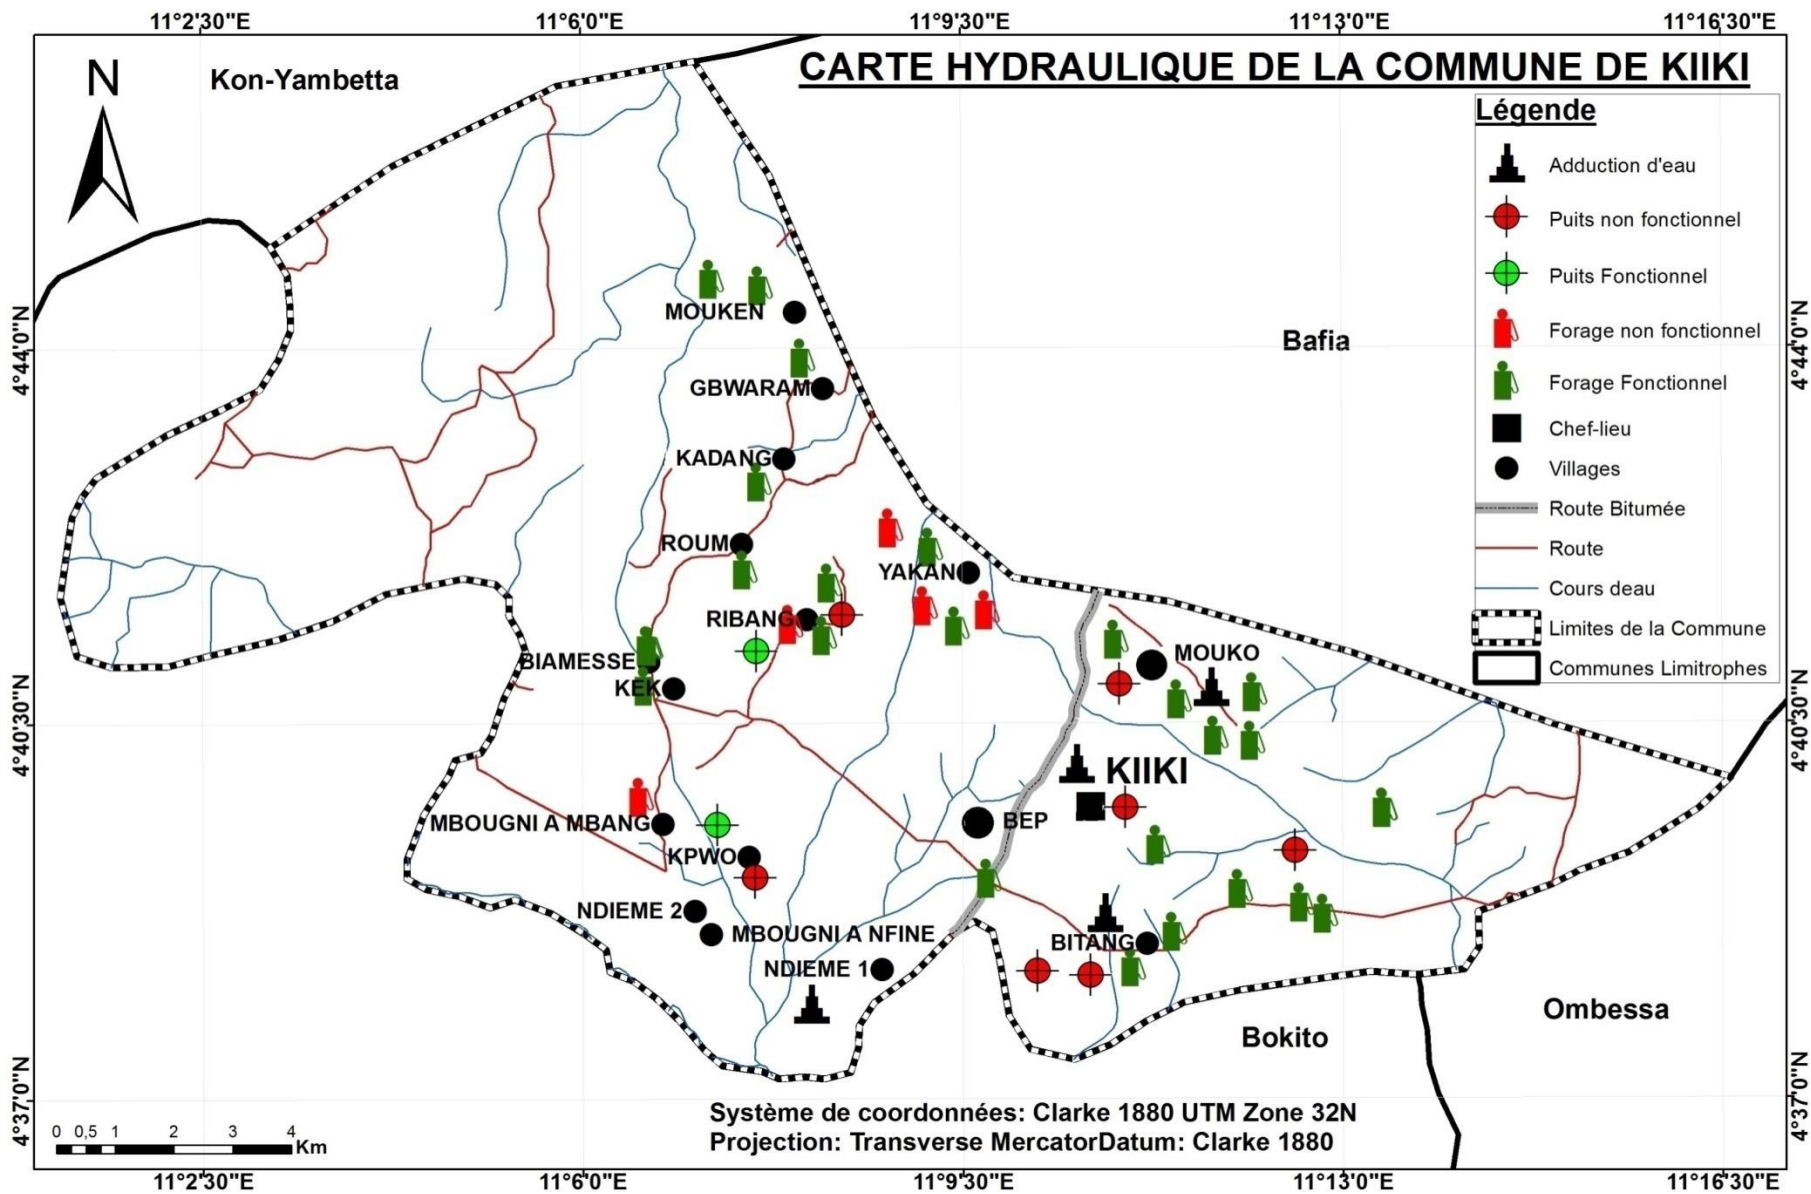 11°2'30"E 11°6'0"E 11°9'30"E 11°13'0"E 11°16'30"E
CARTE HYDRAULIQUE DE LA COMMUNE DE KIIKI
N
Kon-Yambetta
Légende
Adduction d'eau
Puits non fonctionnel
Puits Fonctionnel
Forage non fonctionnel
Forage Fonctionnel
Chef-lieu
Villages
Route Bitumée
Route
Cours deau
Limites de la Commune
Communes Limitrophes
4°44'0"N
4°44'0"N
Bafia
MOUKEN
GBWARAM
KADANG
ROUM
YAKAN
RIBANG
BIAMESSE
MOUKO
KEK
4°40'30"N
4°40'30"N
KIIKI
MBOUGNI A MBANG
BEP
KPWO
NDIEME 2
MBOUGNI A NFINE
BITANG
NDIEME 1
Ombessa
Bokito
4°37'0"N
4°37'0"N
Système de coordonnées: Clarke 1880 UTM Zone 32N
Projection: Transverse MercatorDatum: Clarke 1880
0 0,5 1 2 3 4
Km
11°2'30"E 11°6'0"E 11°9'30"E 11°13'0"E 11°16'30"E